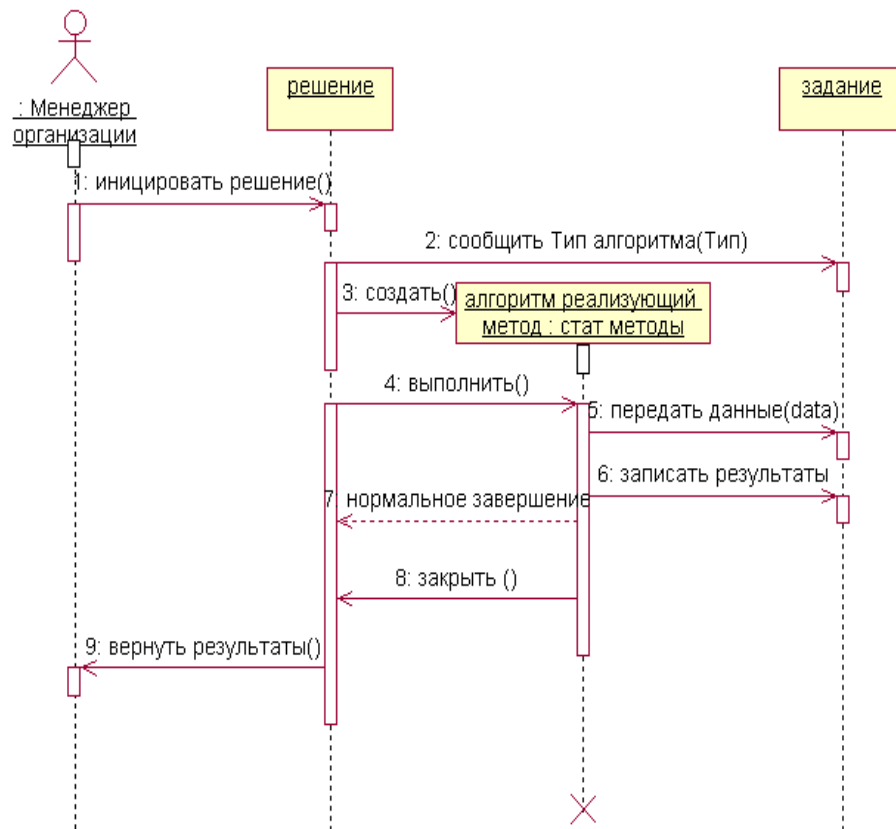 : Менеджер
организации
решение
задание
1: иницировать решение()
2: сообщить Тип алгоритма(Тип)
3: создать()
алгоритм реализующий
метод : стат методы
4: выполнить()
5: передать данные(data)
6: записать результаты
7: нормальное завершение
8: закрыть ()
9: вернуть результаты()